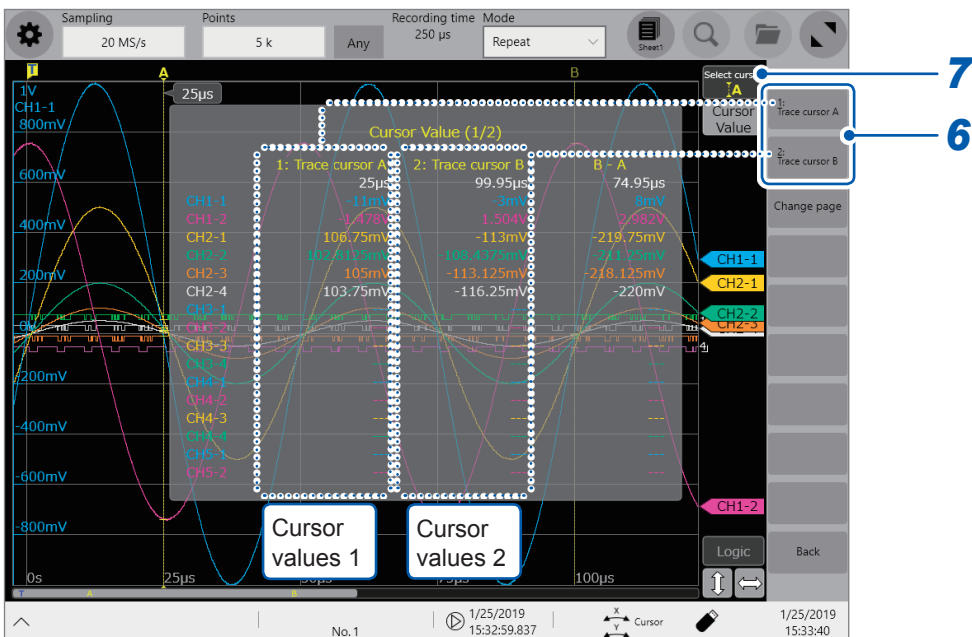 Sampling
20 MS/s
Points
5 k
Any
Recording time
250 µs
Mode
Repeat
Sheet1
T
A
B
25µs
Select curs
A
Cursor
Value
7
1:
Trace cursor A
2:
Trace cursor B
6
Change page
1V
CH1-1
800mV
600mV
400mV
200mV
-200mV
-400mV
-600mV
-800mV
Cursor Value (1/2)
1: Trace cursor A 2: Trace cursor B B - A
25µs 99.95µs 74.95µs
CH1-1 -11mV -3mV 8mV
CH1-2 -1.478V 1.504V 2.982V
CH2-1 106.75mV -113mV -219.75mV
CH2-2 102.8125mV -108.4375mV -211.25mV
CH2-3 105mV -113.125mV -218.125mV
CH2-4 103.75mV -116.25mV -220mV
CH3-1
CH3-2
CH3-3 ---
CH3-4 --- --- ---
CH4-1 --- --- ---
CH4-2 --- --- ---
CH4-3 --- --- ---
CH4-4 --- --- ---
CH5-1 --- --- ---
CH5-2 --- --- ---
CH1-1
CH2-1
CH2-2
CH2-3
4
CH1-2
Cursor
values 1
Cursor
values 2
Logic
Back
0s
25µs
100µs
T
A
B
No. 1
1/25/2019
15:32:59.837
X
Y
Cursor
1/25/2019
15:33:40